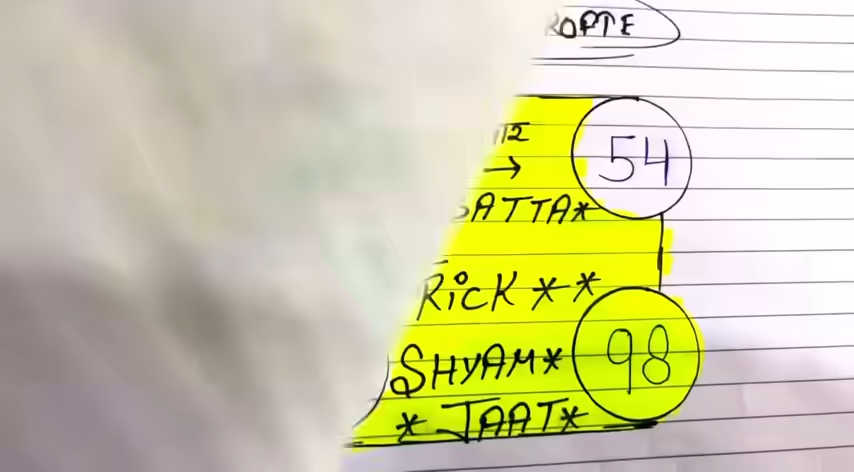 54
→
SATTA*
RiCK **
SHYAM* 98
* JAAT*